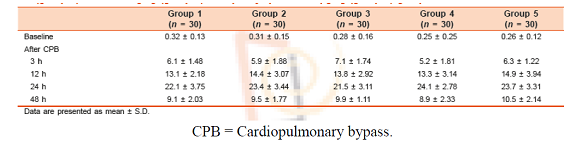 Group 1 Group 2 Group 3 Group 4 Group 5
(n = 30) (n = 30) (n = 30) (n = 30) (n = 30)
Baseline 0.32 ± 0.13 0.31 ± 0.15 0.28 ± 0.16 0.25 ± 0.25 0.26 ± 0.12
After CPB
3 h 6.1 ± 1.48 5.9 ± 1.88 7.1 ± 1.74 5.2 ± 1.81 6.3 ± 1.22
12 h 13.1 ± 2.18 14.4 ± 3.07 13.8 ± 2.92 13.3 ± 3.14 14.9 ± 3.94
24 h 22.1 ± 3.75 23.4 ± 3.44 21.5 ± 3.11 24.1 ± 2.78 23.7 ± 3.31
48 h 9.1 ± 2.03 9.5 ± 1.77 9.9 ± 1.11 8.9 ± 2.33 10.5 ± 2.14
Data are presented as mean ± S.D.
CPB = Cardiopulmonary bypass.